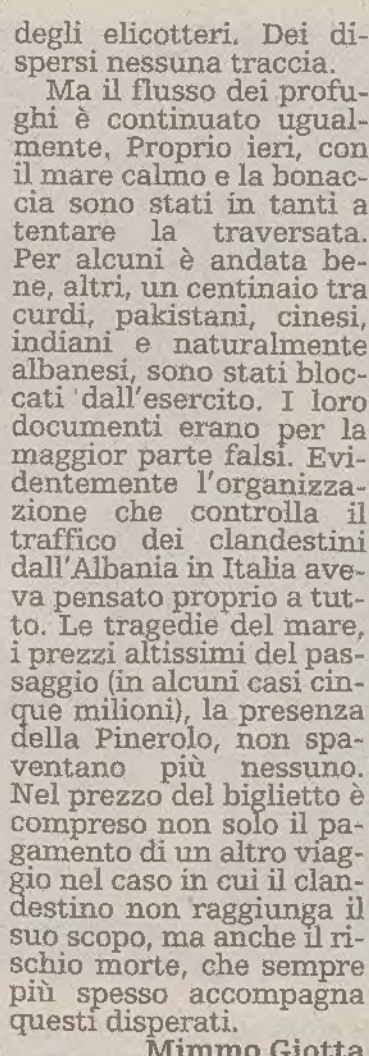 degli elicotteri. Dei di-
spersi nessuna traccia.
Ma il flusso dei profu-
ghi è continuato ugual-
mente, Proprio ieri, con
il mare calmo e la bonac-
cia sono stati in tanti a
tentare la traversata.
Per alcuni è andata be-
ne, altri, un centinaio tra
curdi, pakistani, cinesi,
indiani e naturalmente
albanesi, sono stati bloc-
cati dall'esercito. I loro
documenti erano per la
maggior parte falsi. Evi-
dentemente l'organizza-
zione che controlla il
traffico dei clandestini
dall'Albania in Italia ave-
va pensato proprio a tut-
to. Le tragedie del mare,
i prezzi altissimi del pas-
saggio (in alcuni casi cin-
que milioni), la presenza
della Pinerolo, non spa-
ventano più nessuno.
Nel prezzo del biglietto è
compreso non solo il pa-
gamento di un altro viag-
gio nel caso in cui il clan-
destino non raggiunga il
suo scopo, ma anche il ri-
schio morte, che sempre
più spesso accompagna
questi disperati.
Mimmo Giotta